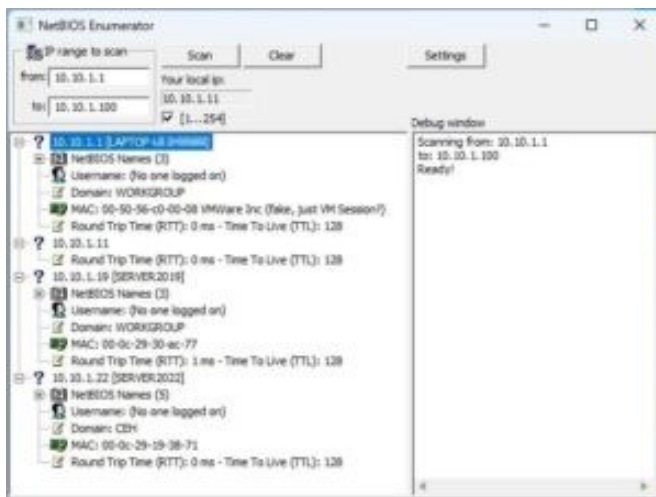 NetBIOS Enumerator
IP range to scan
from: 10.10.1.1
to: 10.10.1.100
Scan
Clear
Settings
Your local ip:
10.10.1.11
[1...254]
Debug window
Scanning from: 10.10.1.1
to: 10.10.1.100
Ready!
10.10.1.1 [LAPTOP-
NetBIOS Names (3)
Username: (No one logged on)
Domain: WORKGROUP
MAC: 00-50-56-c0-00-08 VMWare Inc (fake, just VM Session?)
Round Trip Time (RTT): 0 ms - Time To Live (TTL): 128
10.10.1.11
Round Trip Time (RTT): 0 ms - Time To Live (TTL): 128
10.10.1.19 [SERVER2019]
NetBIOS Names (3)
Username: (No one logged on)
Domain: WORKGROUP
MAC: 00-0c-29-30-ac-77
Round Trip Time (RTT): 1 ms - Time To Live (TTL): 128
10.10.1.22 [SERVER2022]
NetBIOS Names (5)
Username: (No one logged on)
Domain: CEH
MAC: 00-0c-29-19-38-71
Round Trip Time (RTT): 0 ms - Time To Live (TTL): 128